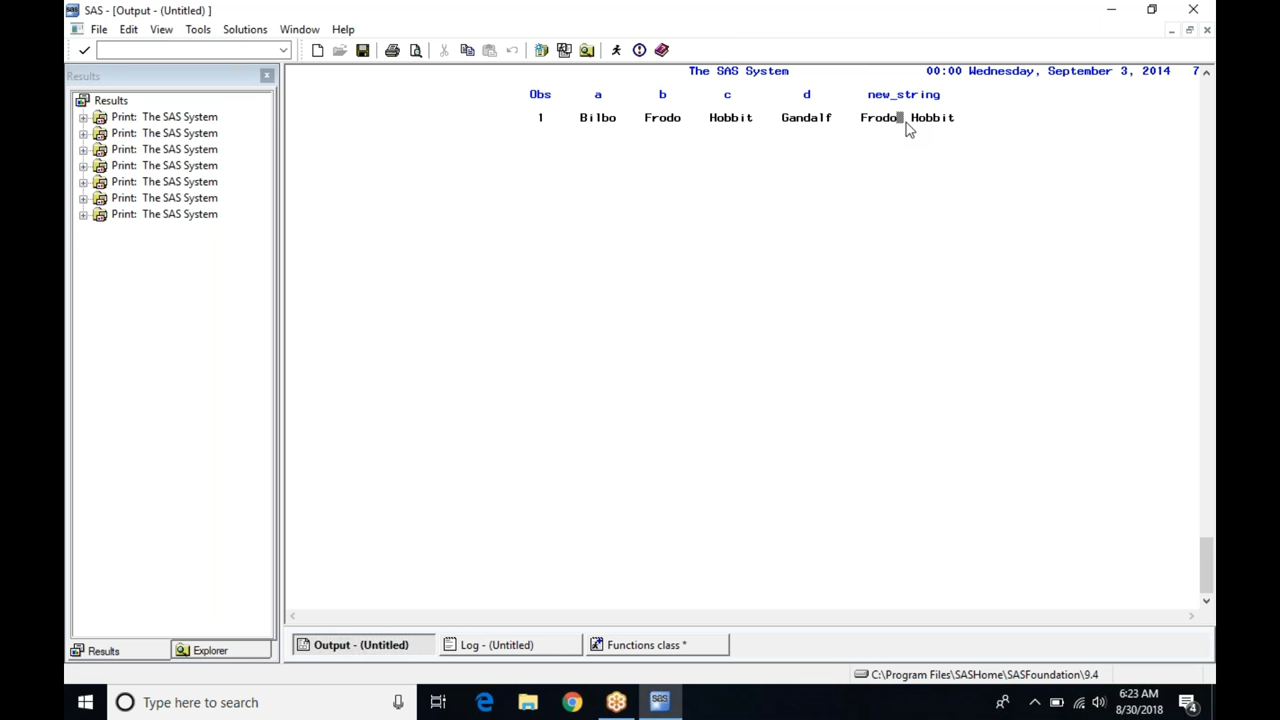 SAS - [Output - (Untitled) ]
File Edit View Tools Solutions Window Help
Results
The SAS System 00:00 Wednesday, September 3, 2014 7
Obs a b c d new_string
1 Bilbo Frodo Hobbit Gandalf Frodo Hobbit
Results
Print: The SAS System
Print: The SAS System
Print: The SAS System
Print: The SAS System
Print: The SAS System
Print: The SAS System
Print: The SAS System
Results Explorer
Output - (Untitled) Log - (Untitled) Functions class *
C:\Program Files\SASHome\SASFoundation\9.4
Type here to search
sas
6:23 AM
8/30/2018
4